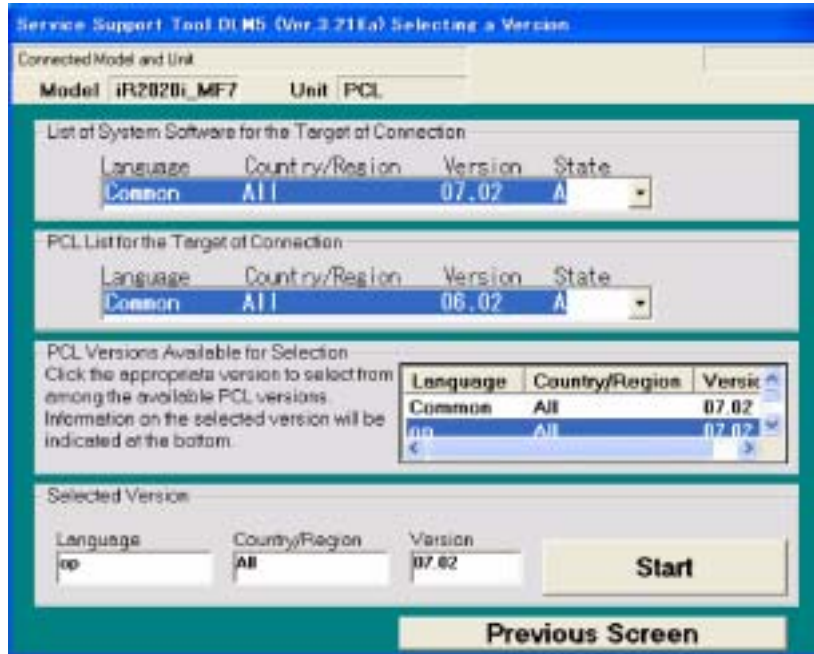 Service Support Tool DLM5 (Ver.3.21Ea) Selecting a Version
Connected Model and Unit
Model iR2020i_MF7 Unit PCL
List of System Software for the Target of Connection
Language Country/Region Version State
Common All 07.02 A
PCL List for the Target of Connection
Language Country/Region Version State
Common All 06.02 A
PCL Versions Available for Selection
Click the appropriate version to select from
among the available PCL versions.
Information on the selected version will be
indicated at the bottom.
Language Country/Region Versic
Common All 07.02
op All 07.02
Selected Version
Language Country/Region Version
op All 07.02
Start
Previous Screen